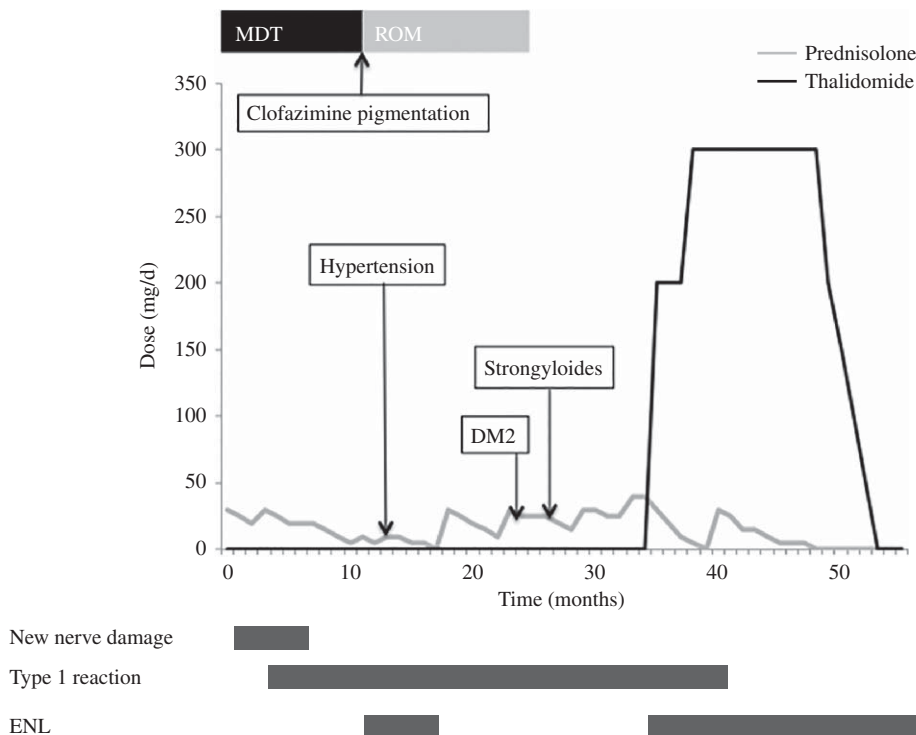 MDT ROM
Prednisolone
Thalidomide
350
Clofazimine pigmentation
300
250
Hypertension
200
Dose (mg/d)
150
Strongyloides
100
DM2
50
0
0 10 20 30 40 50
Time (months)
New nerve damage
Type 1 reaction
ENL